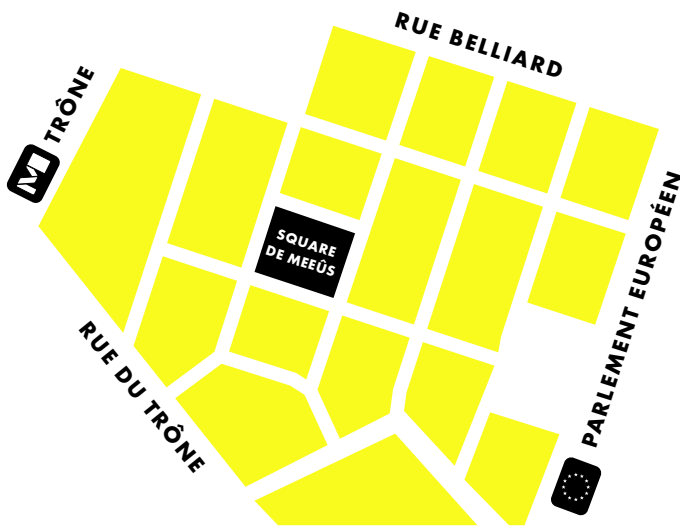 RUE BELLIARD
TRÔNE
M
SQUARE
DE MEEÛS
PARLEMENT EUROPÉEN
RUE DU TRÔNE